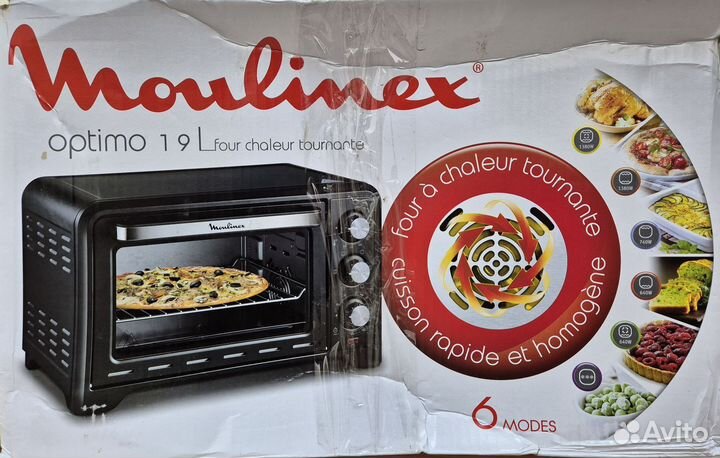 Moulinex®
optimo 19L four chaleur tournante
Moulinex
four à chaleur tournante
cuisson rapide et homogène
1380W
1380W
740W
640W
640W
6 MODES
Avito